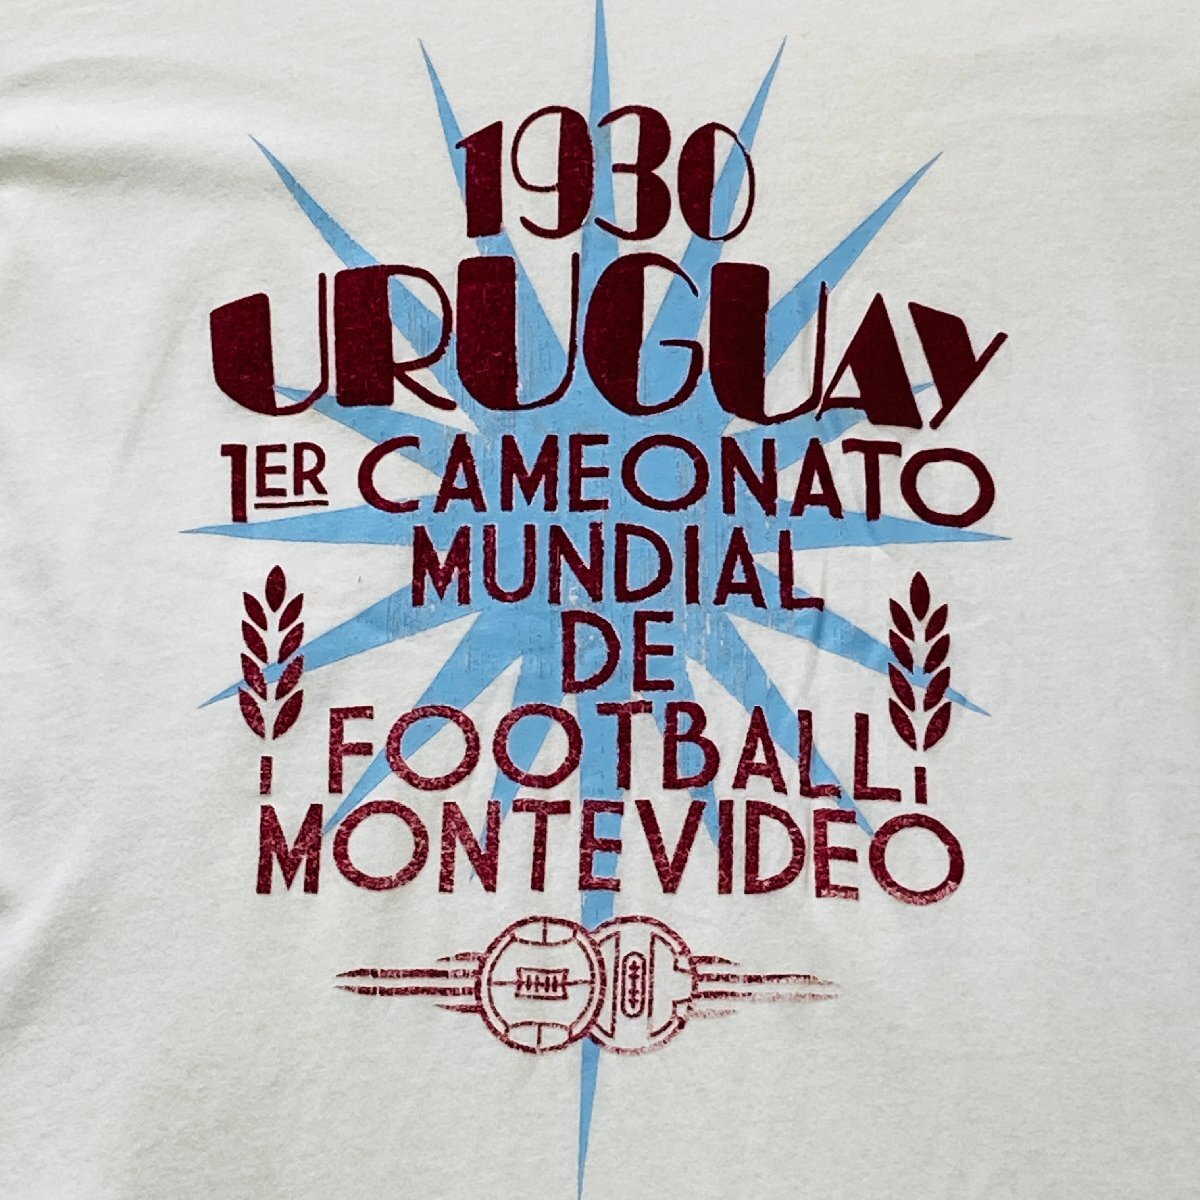 1930
URUGUAY
1ER CAMEONATO
MUNDIAL
DE
FOOTBALL
MONTEVIDEO